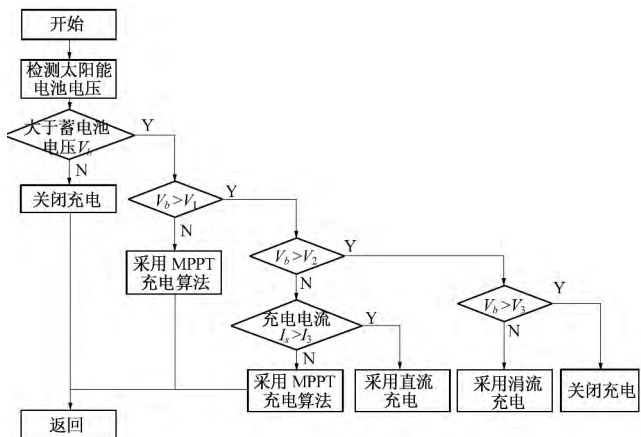 开始
检测太阳能
电池电压
大于蓄电池
电压V_b
Y
N
关闭充电
V_b>V_1
Y
N
采用 MPPT
充电算法
V_b>V_2
Y
N
充电电流
I_s>I_3
Y
N
V_b>V_3
Y
N
采用 MPPT
充电算法
采用直流
充电
采用涓流
充电
关闭充电
返回